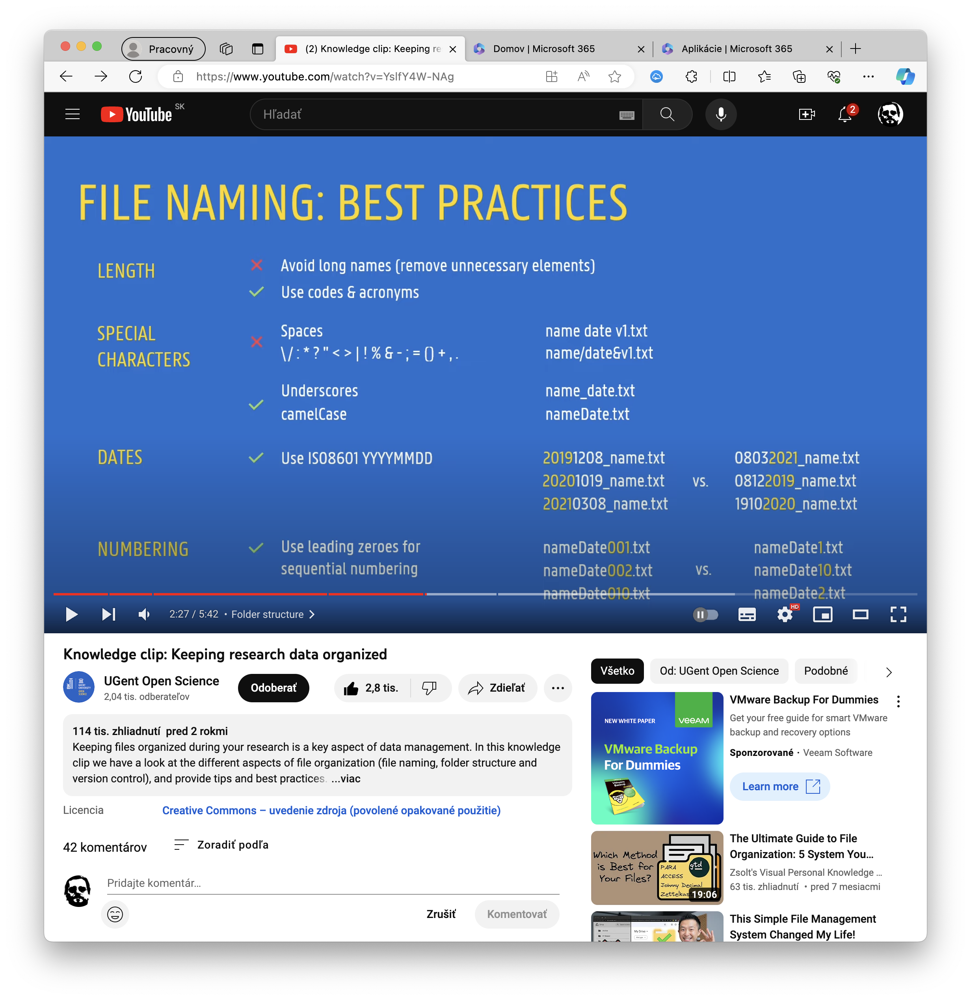 Pracovný
(2) Knowledge clip: Keeping re
Domov | Microsoft 365
Aplikácie | Microsoft 365
https://www.youtube.com/watch?v=YslfY4W-NAg
YouTube SK
Hľadať
2
FILE NAMING: BEST PRACTICES
LENGTH
Avoid long names (remove unnecessary elements)
Use codes & acronyms
SPECIAL
CHARACTERS
Spaces
\ / : * ? " < > | ! % & - ; = () + , .
name date v1.txt
name/date&v1.txt
Underscores
camelCase
name_date.txt
nameDate.txt
DATES
Use ISO8601 YYYYMMDD
20191208_name.txt
20201019_name.txt
20210308_name.txt
vs.
08032021_name.txt
08122019_name.txt
19102020_name.txt
NUMBERING
Use leading zeroes for
sequential numbering
nameDate001.txt
nameDate002.txt
nameDate010.txt
vs.
nameDate1.txt
nameDate10.txt
nameDate2.txt
2:27 / 5:42 • Folder structure
HD
Knowledge clip: Keeping research data organized
UGent Open Science
2,04 tis. odberateľov
Odoberať
2,8 tis.
Zdieľať
114 tis. zhliadnutí pred 2 rokmi
Keeping files organized during your research is a key aspect of data management. In this knowledge
clip we have a look at the different aspects of file organization (file naming, folder structure and
version control), and provide tips and best practices. ...viac
Licencia
Creative Commons – uvedenie zdroja (povolené opakované použitie)
42 komentárov
Zoradiť podľa
Pridajte komentár...
Zrušiť
Komentovať
Všetko
Od: UGent Open Science
Podobné
NEW WHITE PAPER
veeAM
VMware Backup
For Dummies
VMware Backup For Dummies
Get your free guide for smart VMware
backup and recovery options
Sponzorované · Veeam Software
Learn more
Which Method
is Best for
Your Files?
PARA
ACCESS
Johnny Decimal
gtd
19:06
The Ultimate Guide to File
Organization: 5 System You...
Zsolt's Visual Personal Knowledge ...
63 tis. zhliadnutí • pred 7 mesiacmi
My Drive
This Simple File Management
System Changed My Life!